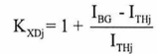 K_XDj = 1 + (I_BG - I_THj) / I_THj